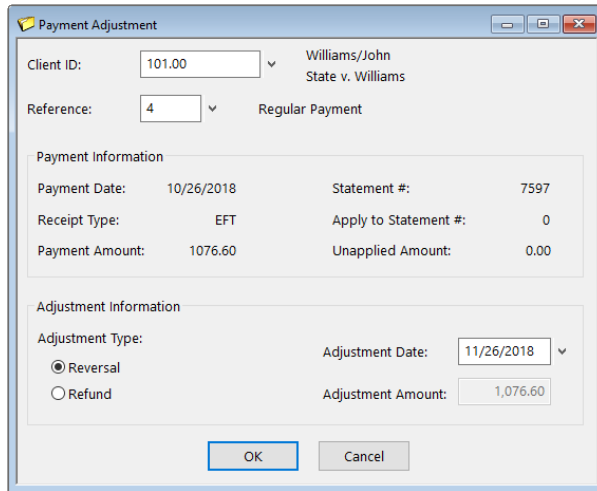 Payment Adjustment
Client ID: 101.00 Williams/John
State v. Williams
Reference: 4 Regular Payment
Payment Information
Payment Date: 10/26/2018 Statement #: 7597
Receipt Type: EFT Apply to Statement #: 0
Payment Amount: 1076.60 Unapplied Amount: 0.00
Adjustment Information
Adjustment Type:
Reversal
Refund
Adjustment Date: 11/26/2018
Adjustment Amount: 1,076.60
OK Cancel